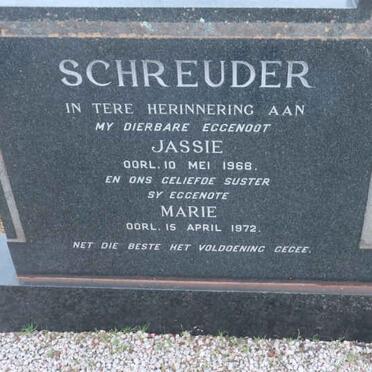 SCHREUDER
IN TERE HERINNERING AAN
MY DIERBARE EGGENOOT
JASSIE
OORL. 10 MEI 1968.
EN ONS GELIEFDE SUSTER
SY EGGENOTE
MARIE
OORL. 15 APRIL 1972.
NET DIE BESTE HET VOLDOENING GEGEE.